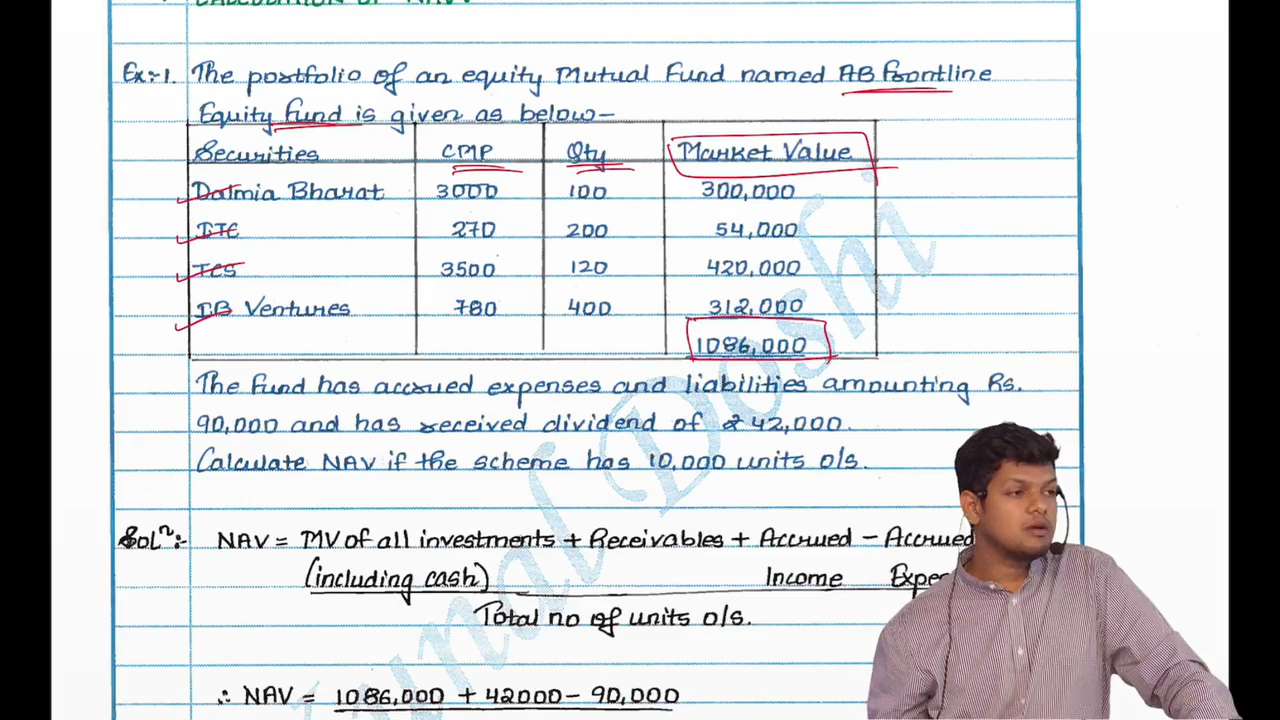 CALCULATION OF NAV:
Ex:-1. The portfolio of an equity Mutual Fund named AB Frontline
Equity Fund is given as below-
Securities CMP Qty Market Value
Dalmia Bharat 3000 100 300,000
ITC 270 200 54,000
TCS 3500 120 420,000
IB Ventures 780 400 312,000
1086,000
The Fund has accrued expenses and liabilities amounting Rs.
90,000 and has received dividend of ₹ 42,000.
Calculate NAV if the scheme has 10,000 units o/s.
Solⁿ:- NAV = MV of all investments + Receivables + Accrued - Accrued
(including cash) Income
Total no of units o/s.
∴ NAV = 1086,000 + 42000 - 90,000
Kunal Doshi